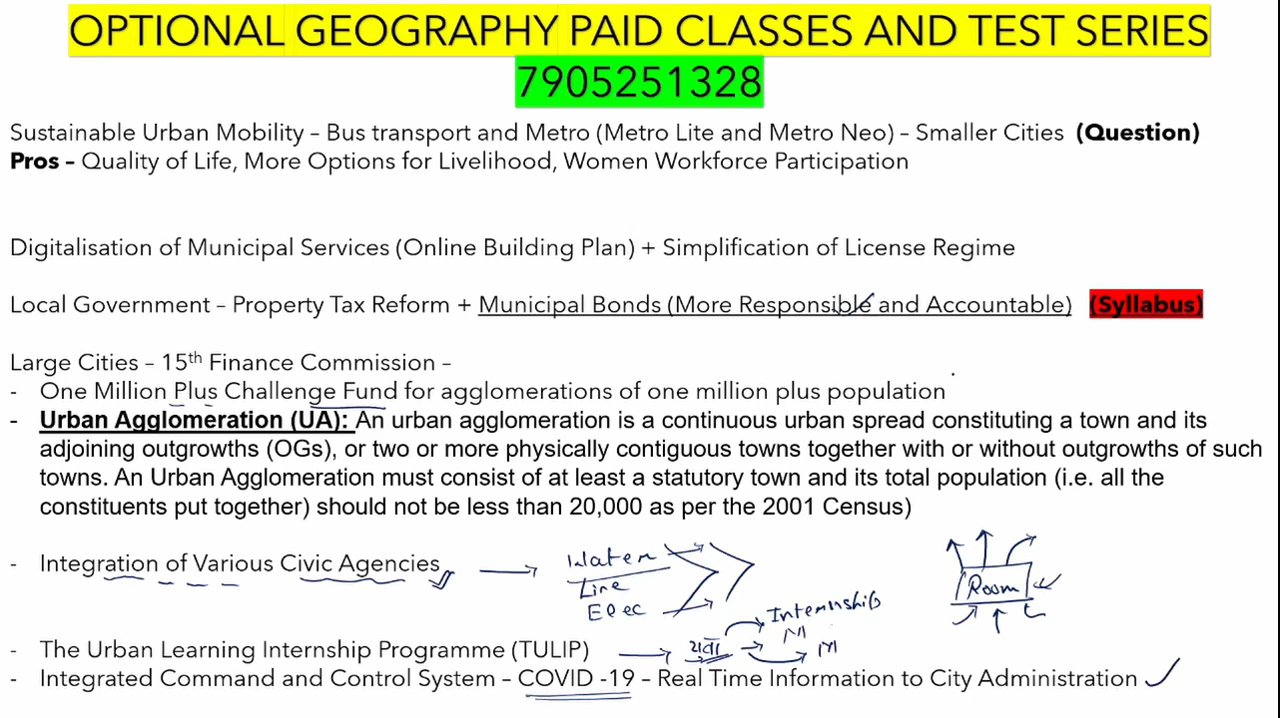 OPTIONAL GEOGRAPHY PAID CLASSES AND TEST SERIES
7905251328
Sustainable Urban Mobility – Bus transport and Metro (Metro Lite and Metro Neo) – Smaller Cities (Question)
Pros – Quality of Life, More Options for Livelihood, Women Workforce Participation
Digitalisation of Municipal Services (Online Building Plan) + Simplification of License Regime
Local Government – Property Tax Reform + Municipal Bonds (More Responsible and Accountable) (Syllabus)
Large Cities – 15th Finance Commission –
- One Million Plus Challenge Fund for agglomerations of one million plus population
- Urban Agglomeration (UA): An urban agglomeration is a continuous urban spread constituting a town and its
adjoining outgrowths (OGs), or two or more physically contiguous towns together with or without outgrowths of such
towns. An Urban Agglomeration must consist of at least a statutory town and its total population (i.e. all the
constituents put together) should not be less than 20,000 as per the 2001 Census)
- Integration of Various Civic Agencies
Water
Line
Elec
Room
Internship
- The Urban Learning Internship Programme (TULIP)
- Integrated Command and Control System – COVID -19 – Real Time Information to City Administration